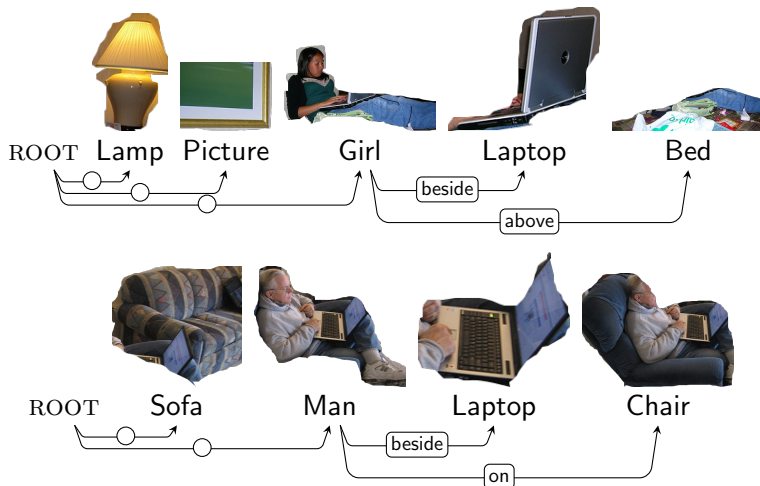 ROOT Lamp Picture Girl Laptop Bed
beside
above
ROOT Sofa Man Laptop Chair
beside
on